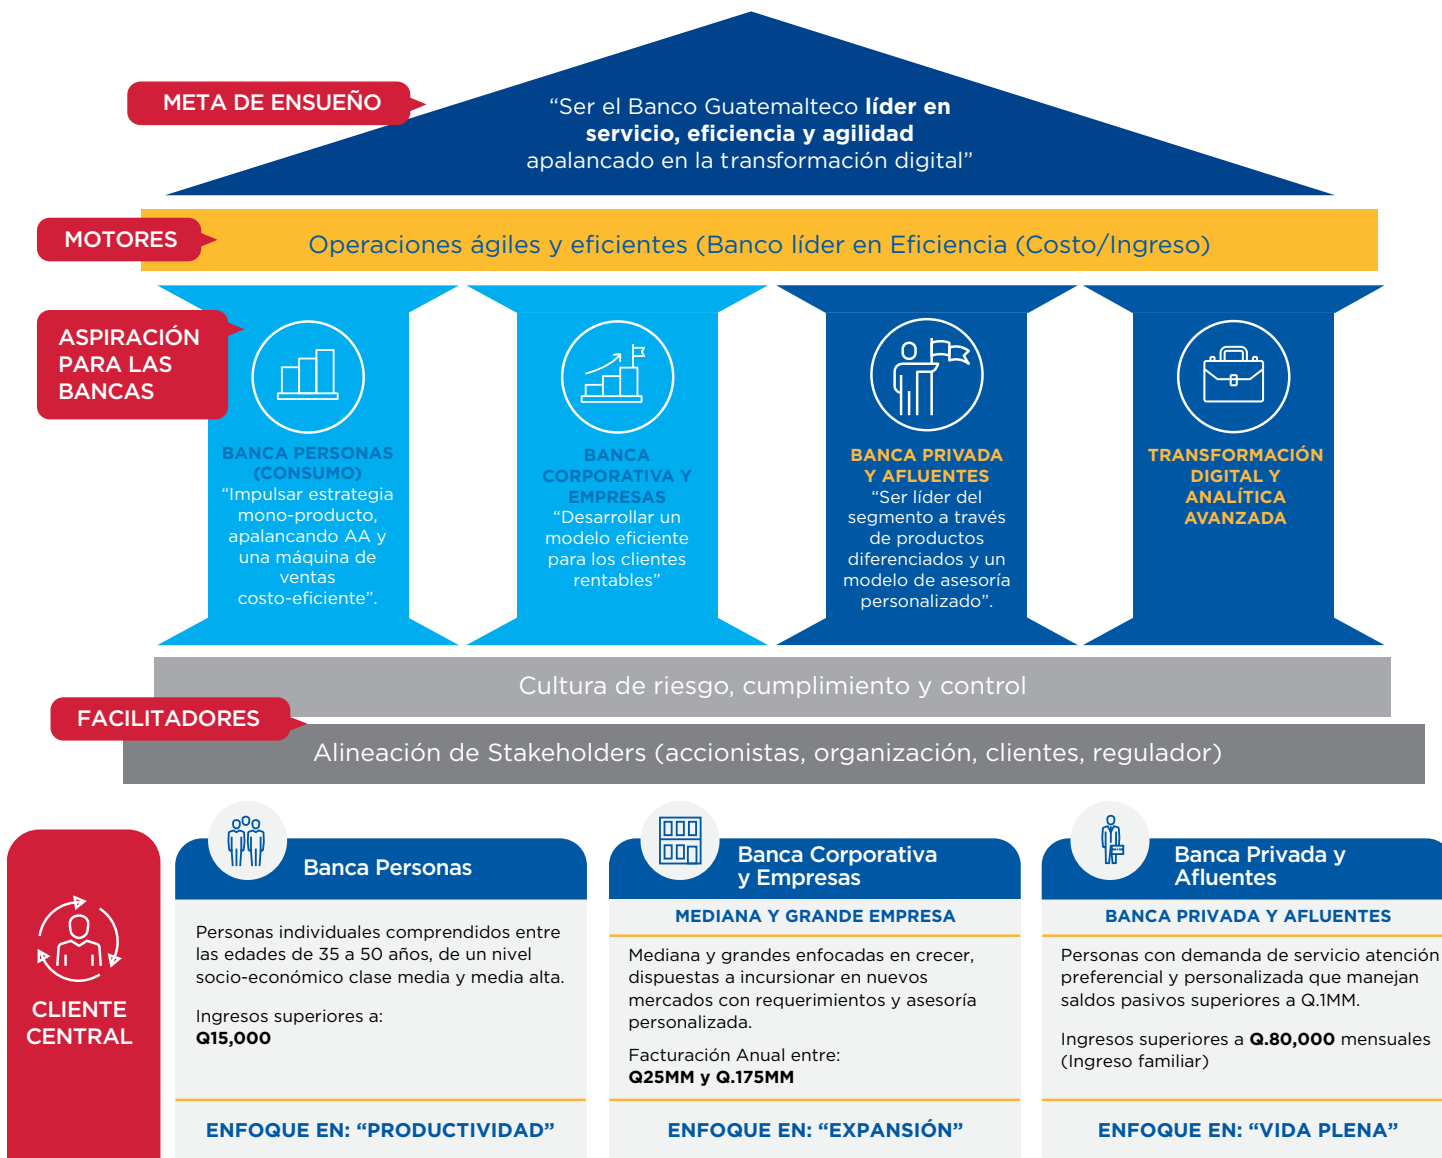 META DE ENSUEÑO
“Ser el Banco Guatemalteco líder en
servicio, eficiencia y agilidad
apalancado en la transformación digital”
MOTORES
Operaciones ágiles y eficientes (Banco líder en Eficiencia (Costo/Ingreso)
ASPIRACIÓN
PARA LAS
BANCAS
BANCA PERSONAS
(CONSUMO)
“Impulsar estrategia
mono-producto,
apalancando AA y
una máquina de
ventas
costo-eficiente”.
BANCA
CORPORATIVA Y
EMPRESAS
“Desarrollar un
modelo eficiente
para los clientes
rentables”
BANCA PRIVADA
Y AFLUENTES
“Ser líder del
segmento a través
de productos
diferenciados y un
modelo de asesoría
personalizado”.
TRANSFORMACIÓN
DIGITAL Y
ANALÍTICA
AVANZADA
Cultura de riesgo, cumplimiento y control
FACILITADORES
Alineación de Stakeholders (accionistas, organización, clientes, regulador)
CLIENTE
CENTRAL
Banca Personas
Personas individuales comprendidos entre
las edades de 35 a 50 años, de un nivel
socio-económico clase media y media alta.
Ingresos superiores a:
Q15,000
ENFOQUE EN: “PRODUCTIVIDAD”
Banca Corporativa
y Empresas
MEDIANA Y GRANDE EMPRESA
Mediana y grandes enfocadas en crecer,
dispuestas a incursionar en nuevos
mercados con requerimientos y asesoría
personalizada.
Facturación Anual entre:
Q25MM y Q.175MM
ENFOQUE EN: “EXPANSIÓN”
Banca Privada y
Afluentes
BANCA PRIVADA Y AFLUENTES
Personas con demanda de servicio atención
preferencial y personalizada que manejan
saldos pasivos superiores a Q.1MM.
Ingresos superiores a Q.80,000 mensuales
(Ingreso familiar)
ENFOQUE EN: “VIDA PLENA”